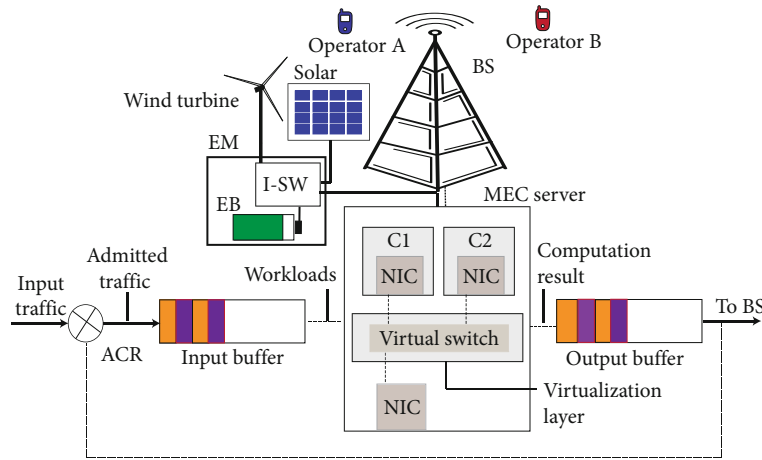 Operator A
Operator B
Solar
BS
Wind turbine
EM
I-SW
EB
MEC server
C1
C2
NIC
NIC
Admitted
traffic
Input
traffic
Workloads
Computation
result
To BS
ACR
Input buffer
Virtual switch
Output buffer
NIC
Virtualization
layer